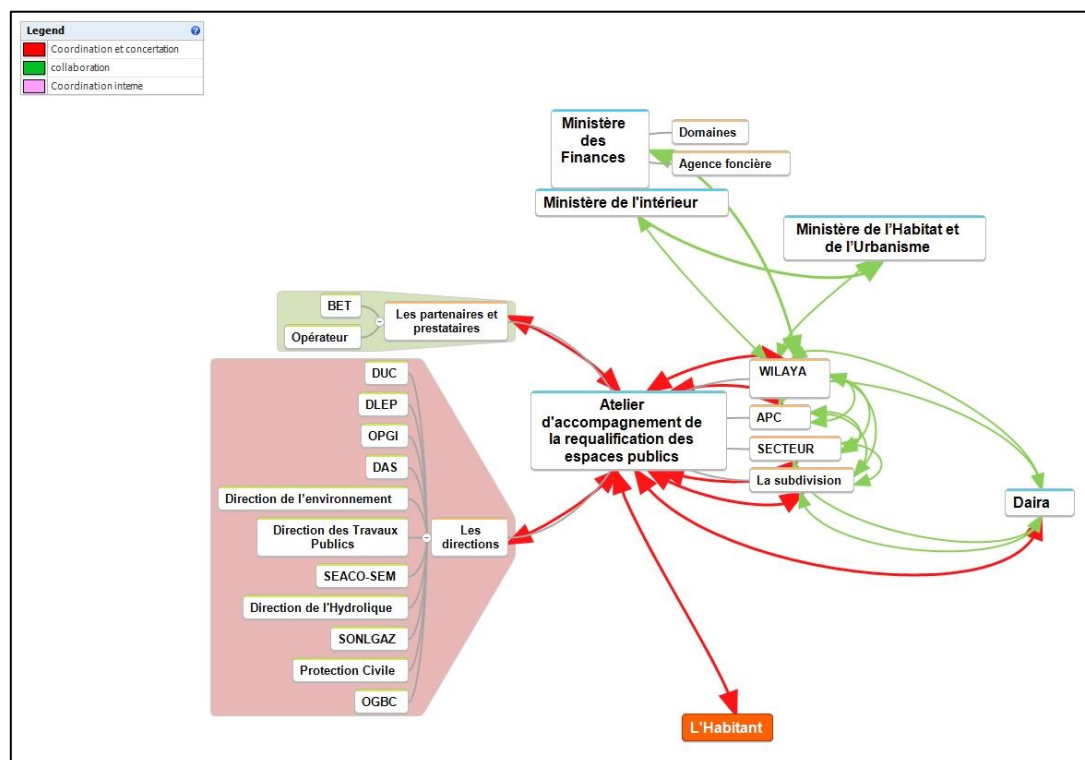 Legend
Coordination et concertation
collaboration
Coordination interne
Ministère
des
Finances
Domaines
Agence foncière
Ministère de l'intérieur
Ministère de l'Habitat et
de l'Urbanisme
BET
Opérateur
Les partenaires et
prestataires
DUC
DLEP
OPGI
DAS
Direction de l'environnement
Direction des Travaux
Publics
SEACO-SEM
Direction de l'Hydrolique
SONLGAZ
Protection Civile
OGBC
Les
directions
Atelier
d'accompagnement de
la requalification des
espaces publics
WILAYA
APC
SECTEUR
La subdivision
Daira
L'Habitant